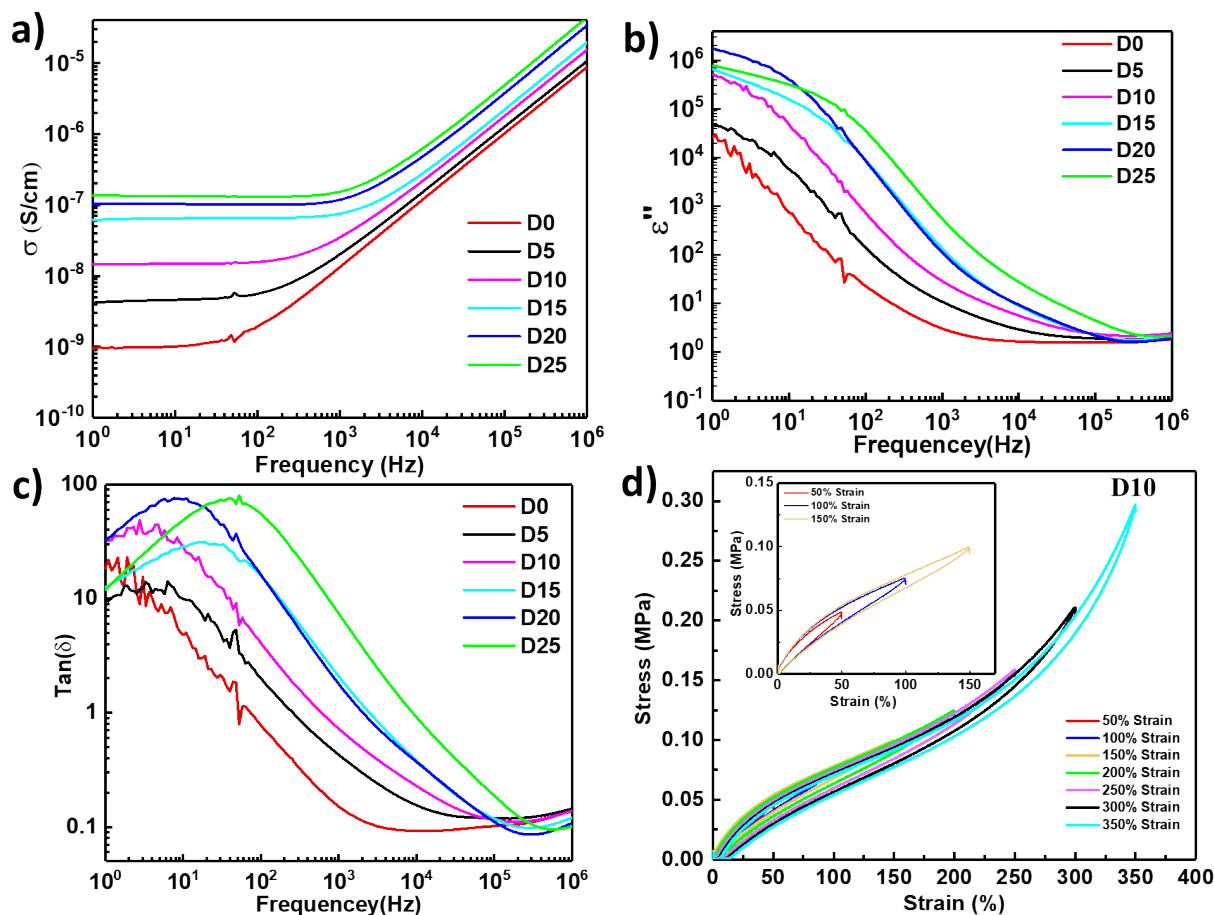 a)
σ (S/cm)
10⁻⁵
10⁻⁶
10⁻⁷
10⁻⁸
10⁻⁹
10⁻¹⁰
D0
D5
D10
D15
D20
D25
10⁰ 10¹ 10² 10³ 10⁴ 10⁵ 10⁶
Frequency (Hz)
b)
ε"
10⁶
10⁵
10⁴
10³
10²
10¹
10⁰
10⁻¹
D0
D5
D10
D15
D20
D25
10⁰ 10¹ 10² 10³ 10⁴ 10⁵ 10⁶
Frequencey(Hz)
c)
Tan(δ)
100
10
1
0.1
D0
D5
D10
D15
D20
D25
10⁰ 10¹ 10² 10³ 10⁴ 10⁵ 10⁶
Frequencey(Hz)
d)
D10
Stress (MPa)
0.30
0.25
0.20
0.15
0.10
0.05
0.00
Stress (MPa)
0.15
0.10
0.05
0.00
50% Strain
100% Strain
150% Strain
0 50 100 150
Strain (%)
50% Strain
100% Strain
150% Strain
200% Strain
250% Strain
300% Strain
350% Strain
0 50 100 150 200 250 300 350 400
Strain (%)